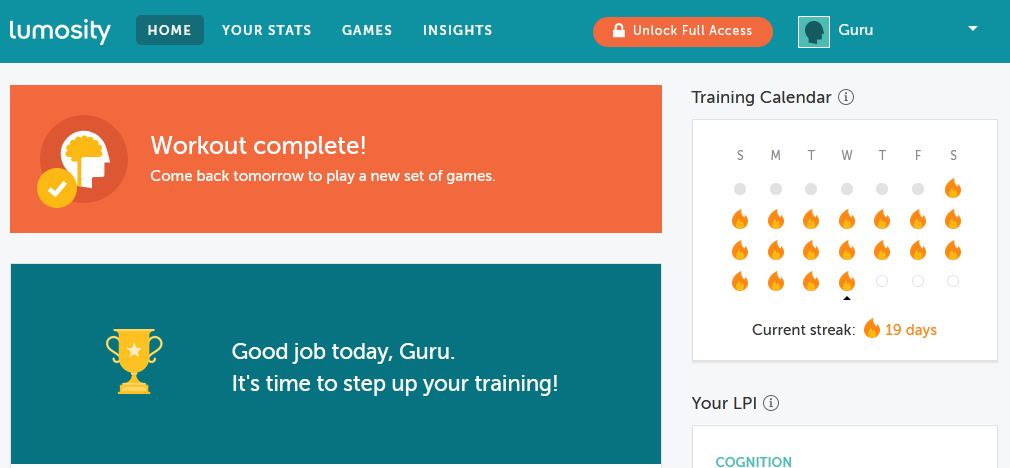 lumosity HOME YOUR STATS GAMES INSIGHTS Unlock Full Access Guru
Workout complete!
Come back tomorrow to play a new set of games.
Good job today, Guru.
It's time to step up your training!
Training Calendar
S M T W T F S
Current streak: 19 days
Your LPI
COGNITION